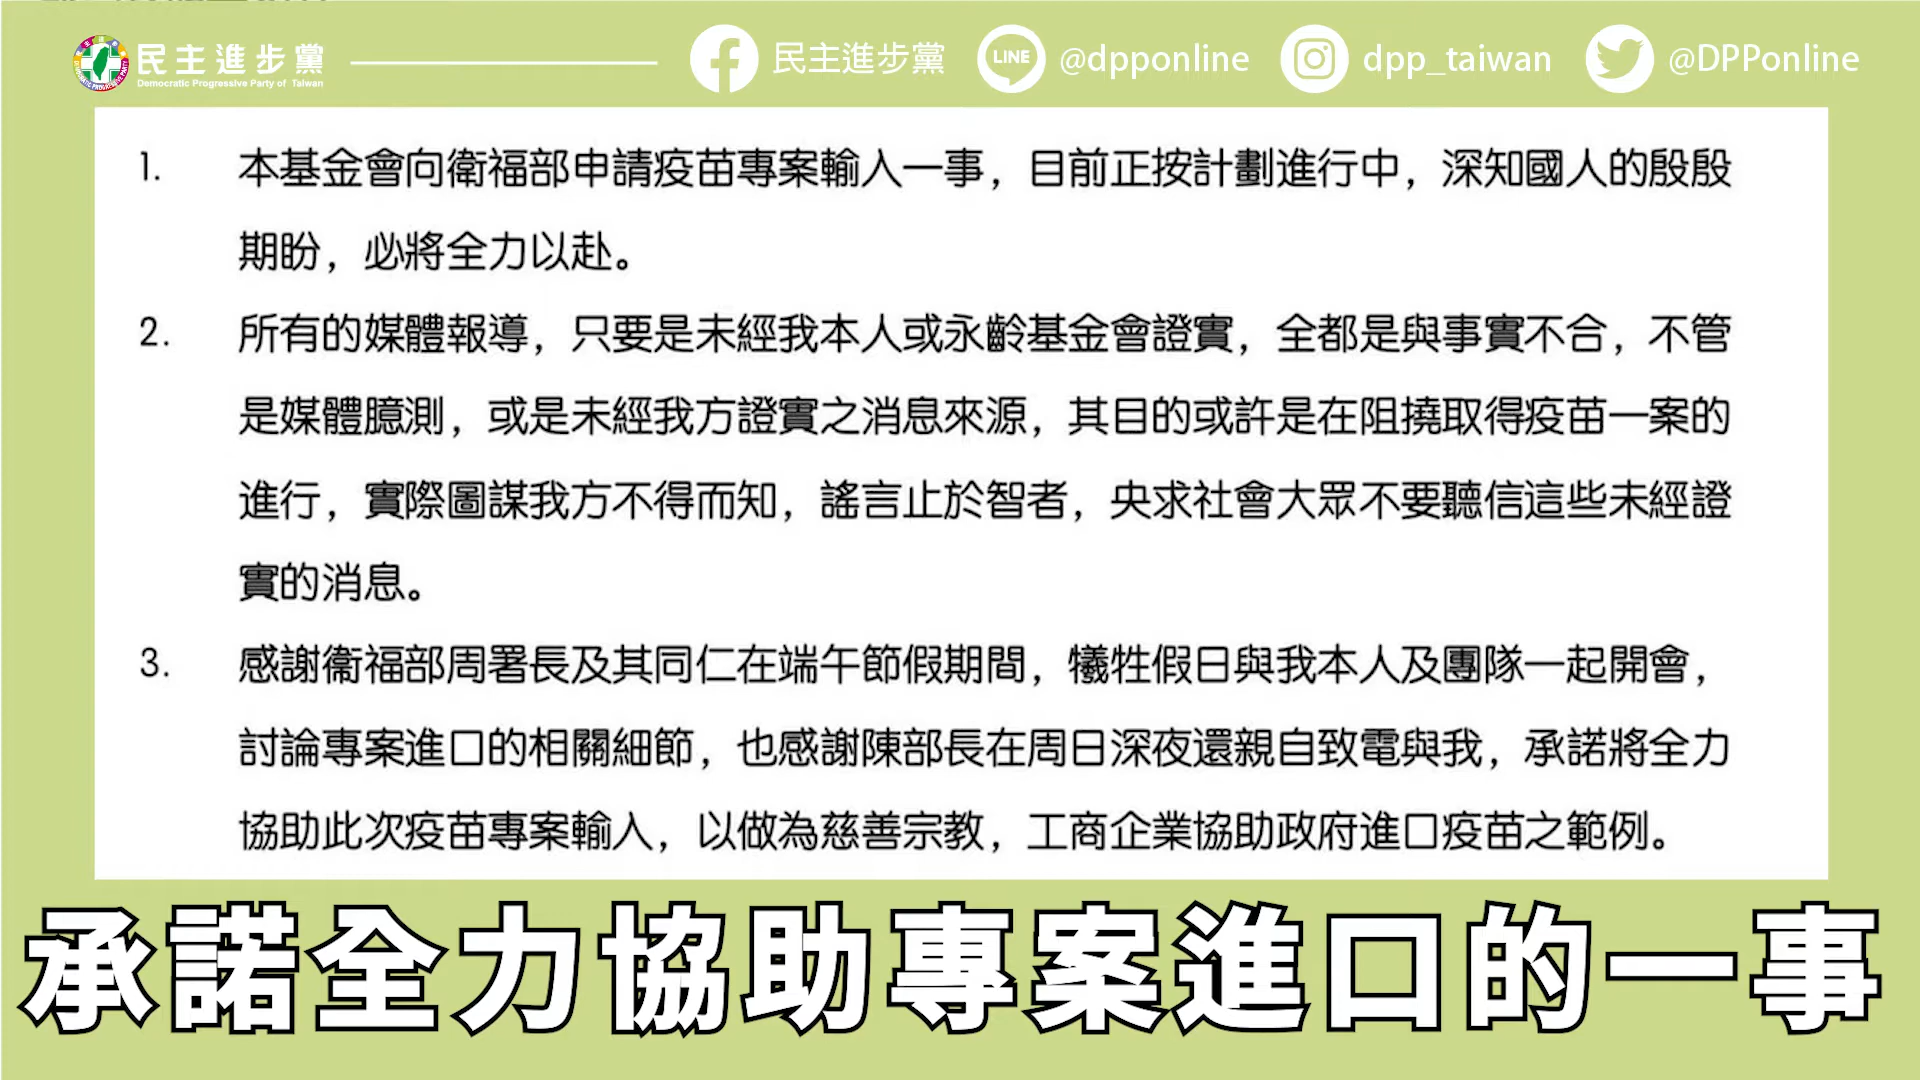 民主進步黨
Democratic Progressive Party of Taiwan
民主進步黨
LINE
@dpponline
dpp_taiwan
@DPPonline
1. 本基金會向衛福部申請疫苗專案輸入一事，目前正按計劃進行中，深知國人的殷殷
期盼，必將全力以赴。
2. 所有的媒體報導，只要是未經我本人或永齡基金會證實，全都是與事實不合，不管
是媒體臆測，或是未經我方證實之消息來源，其目的或許是在阻撓取得疫苗一案的
進行，實際圖謀我方不得而知，謠言止於智者，央求社會大眾不要聽信這些未經證
實的消息。
3. 感謝衞福部周署長及其同仁在端午節假期間，犧牲假日與我本人及團隊一起開會，
討論專案進口的相關細節，也感謝陳部長在周日深夜還親自致電與我，承諾將全力
協助此次疫苗專案輸入，以做為慈善宗教，工商企業協助政府進口疫苗之範例。
承諾全力協助專案進口的一事